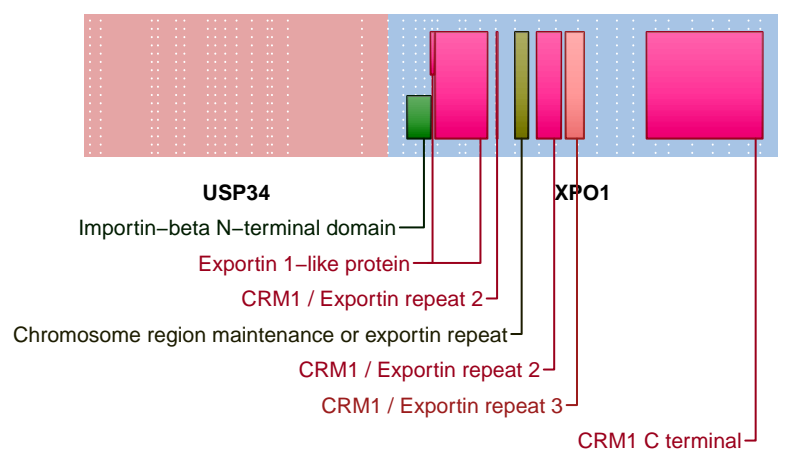 USP34
XPO1
Importin−beta N−terminal domain
Exportin 1−like protein
CRM1 / Exportin repeat 2
Chromosome region maintenance or exportin repeat
CRM1 / Exportin repeat 2
CRM1 / Exportin repeat 3
CRM1 C terminal